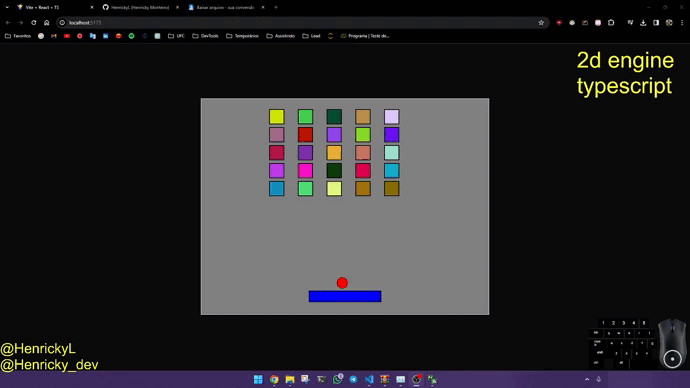 Vite + React + TS
HenrickyL (Henricky Monteiro)
Baixar arquivo - sua conversão
localhost:5173
Favoritos
UFC
DevTools
Temporários
Assistindo
Lead
Programa | Teste de...
2d engine
typescript
@HenrickyL
@Henricky_dev